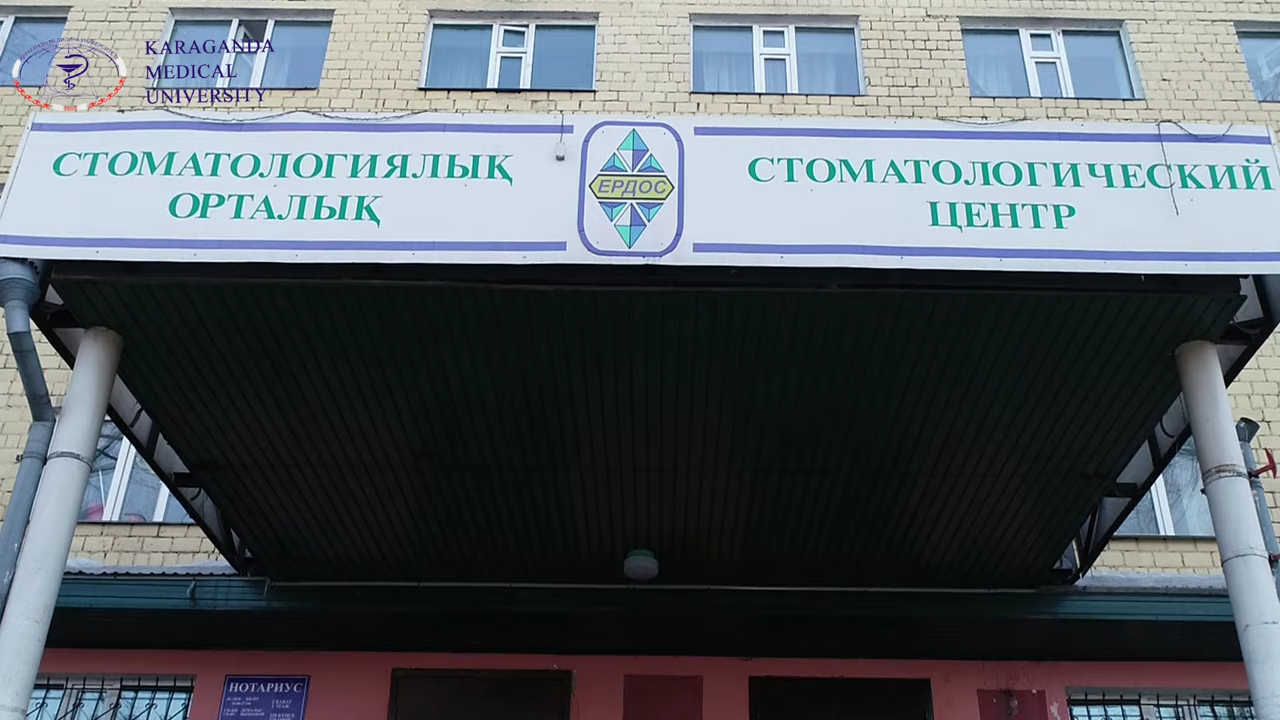 KARAGANDA
MEDICAL
UNIVERSITY
СТОМАТОЛОГИЯЛЫҚ
ОРТАЛЫҚ
ЕРДОС
СТОМАТОЛОГИЧЕСКИЙ
ЦЕНТР
НОТАРИУС